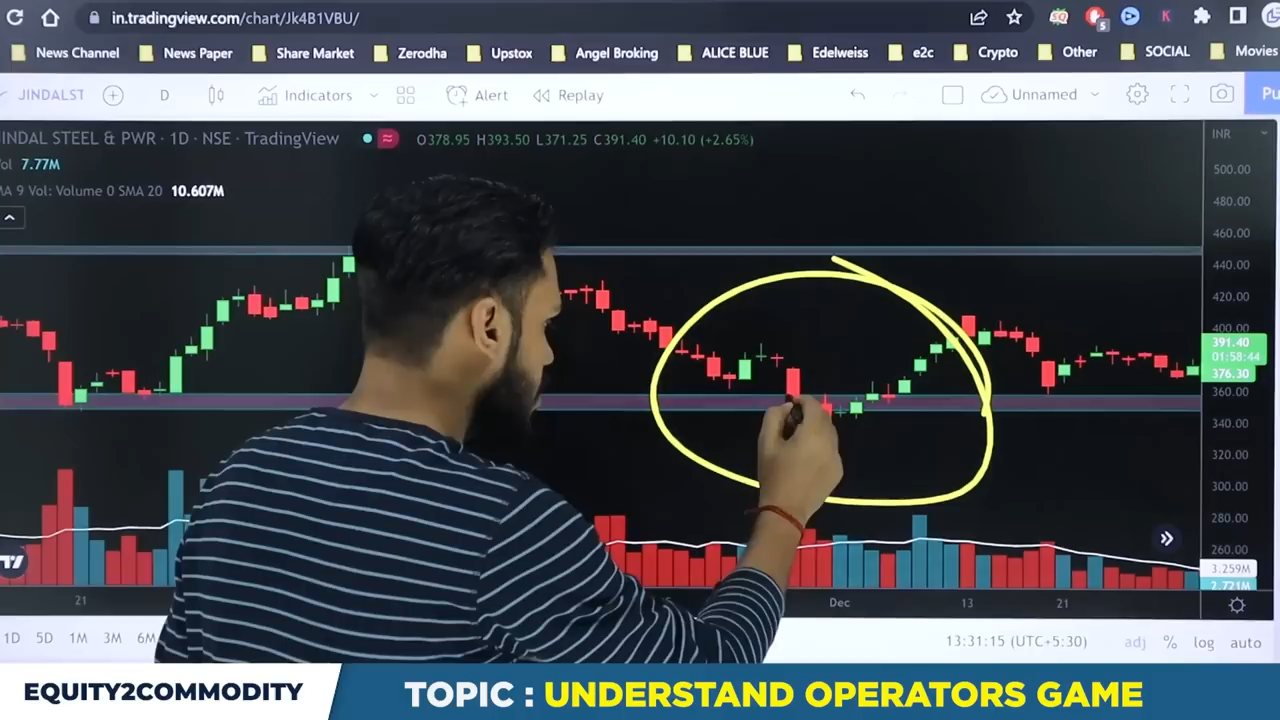 in.tradingview.com/chart/Jk4B1VBU/
5
News Channel
News Paper
Share Market
Zerodha
Upstox
Angel Broking
ALICE BLUE
Edelweiss
e2c
Crypto
Other
SOCIAL
Movies
JINDALST
D
Indicators
Alert
Replay
Unnamed
Pu
INDAL STEEL & PWR · 1D · NSE · TradingView
O378.95 H393.50 L371.25 C391.40 +10.10 (+2.65%)
INR
ol 7.77M
MA 9 Vol: Volume 0 SMA 20 10.607M
500.00
480.00
460.00
440.00
420.00
400.00
391.40
01:58:44
376.30
360.00
340.00
320.00
300.00
280.00
260.00
3.259M
2.721M
21
Dec
13
21
1D 5D 1M 3M 6M
13:31:15 (UTC+5:30)
adj % log auto
EQUITY2COMMODITY
TOPIC : UNDERSTAND OPERATORS GAME